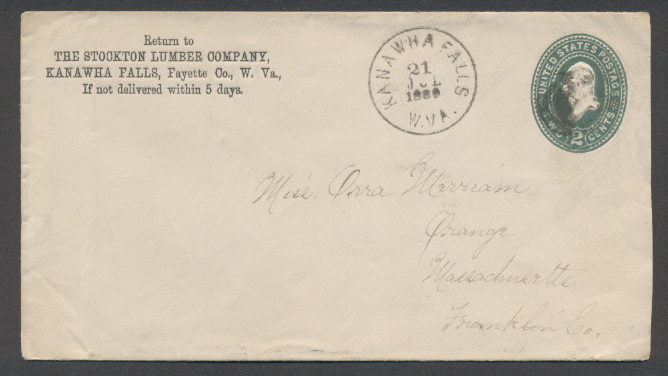 Return to
THE STOCKTON LUMBER COMPANY,
KANAWHA FALLS, Fayette Co., W. Va.,
If not delivered within 5 days.
KANAWHA FALLS
21
JUL
W.VA.
UNITED STATES POSTAGE
2 CENTS
Miss. Orra Merriam
Orange
Massachusetts
Franklin Co.